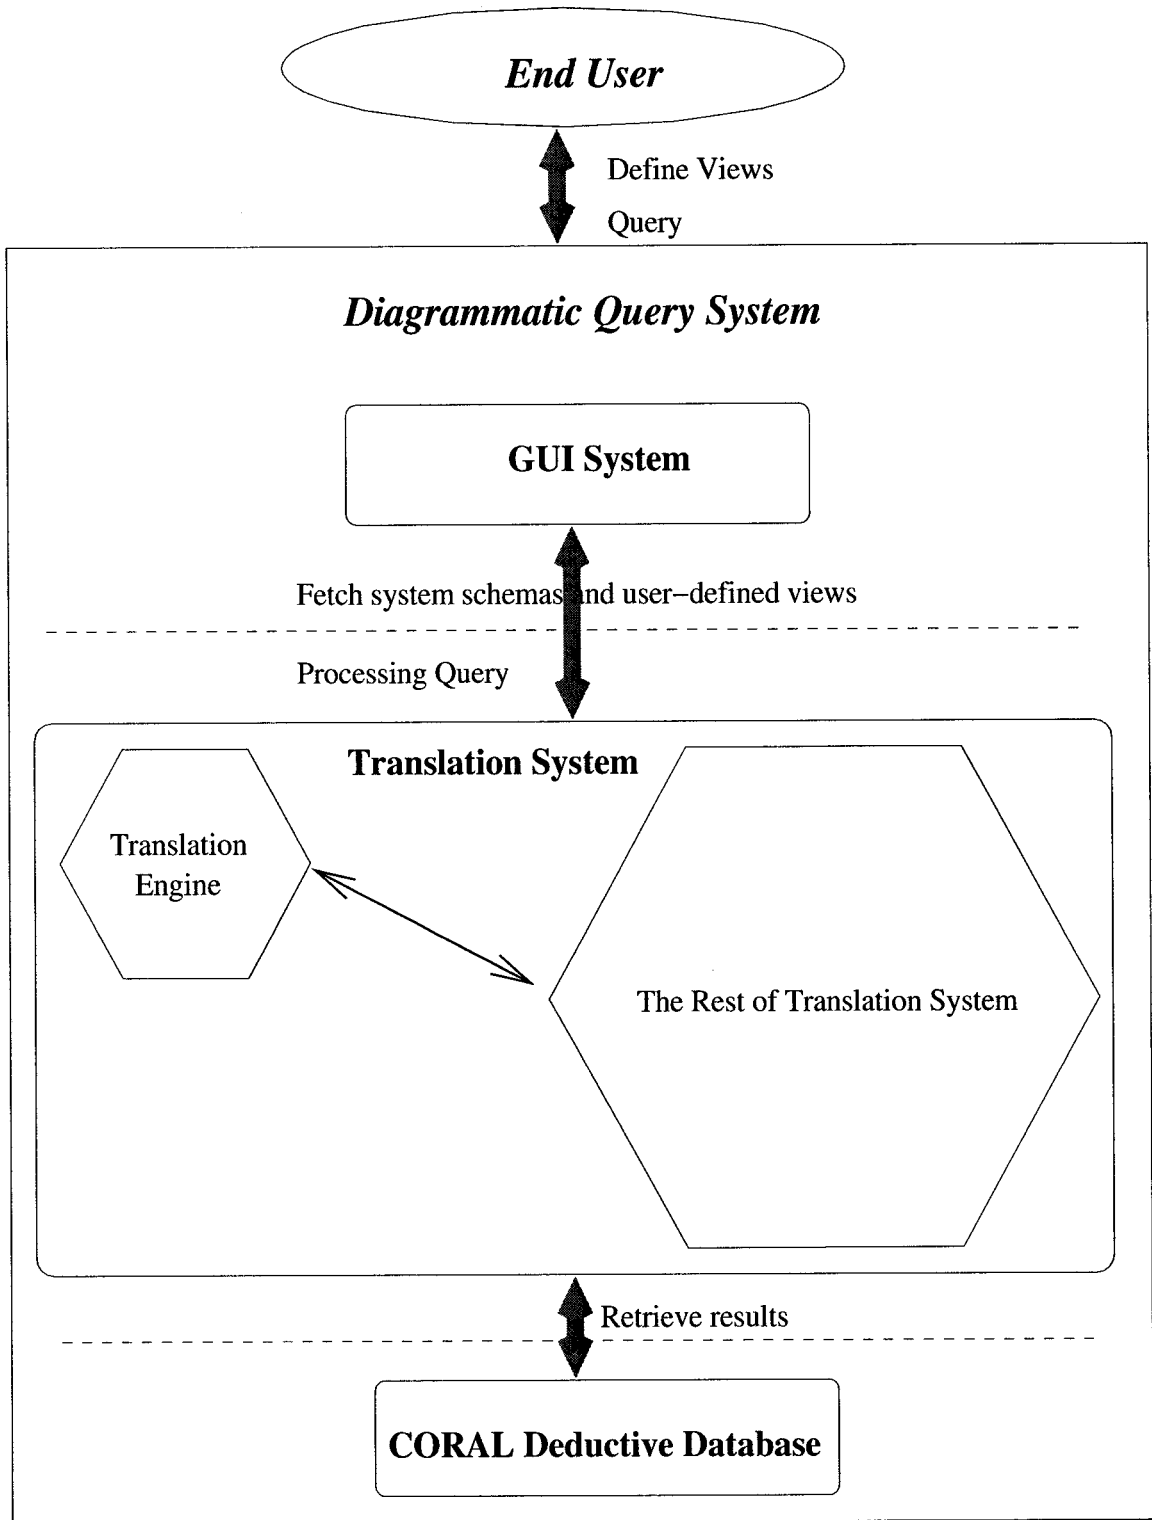 End User
Define Views
Query
Diagrammatic Query System
GUI System
Fetch system schemas and user-defined views
Processing Query
Translation System
Translation
Engine
The Rest of Translation System
Retrieve results
CORAL Deductive Database